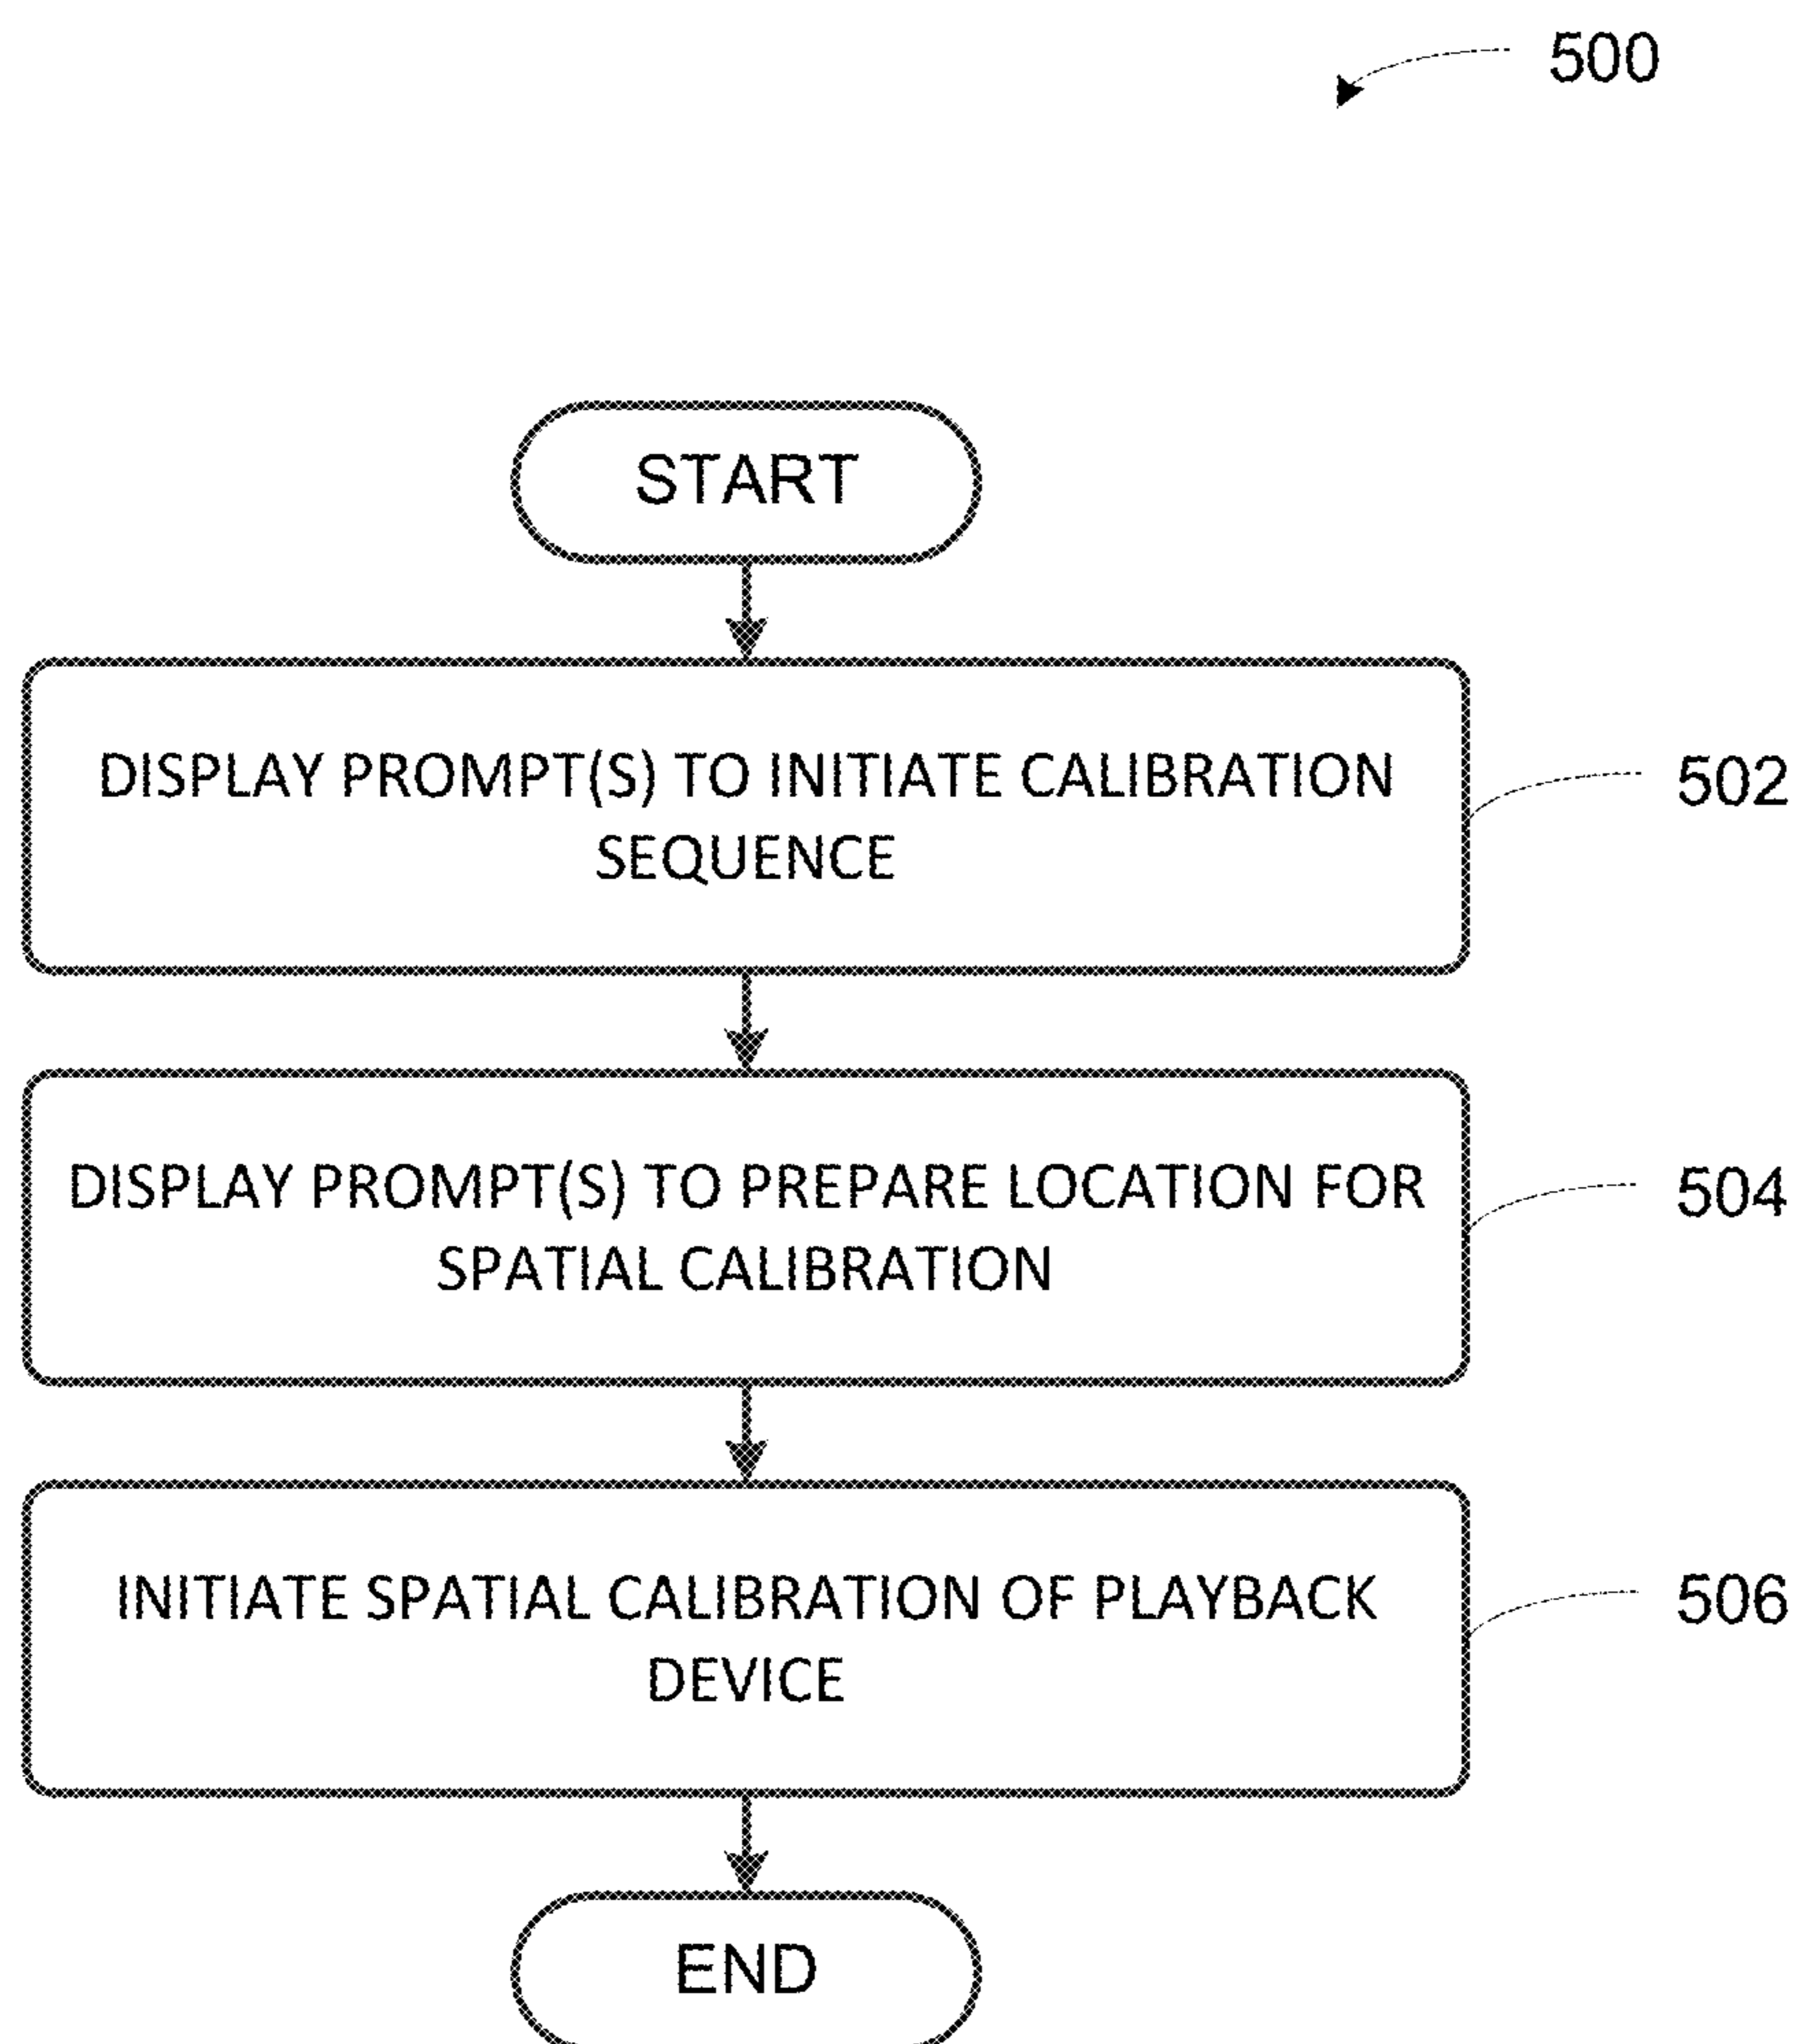 500
START
DISPLAY PROMPT(S) TO INITIATE CALIBRATION
SEQUENCE
502
DISPLAY PROMPT(S) TO PREPARE LOCATION FOR
SPATIAL CALIBRATION
504
INITIATE SPATIAL CALIBRATION OF PLAYBACK
DEVICE
506
END